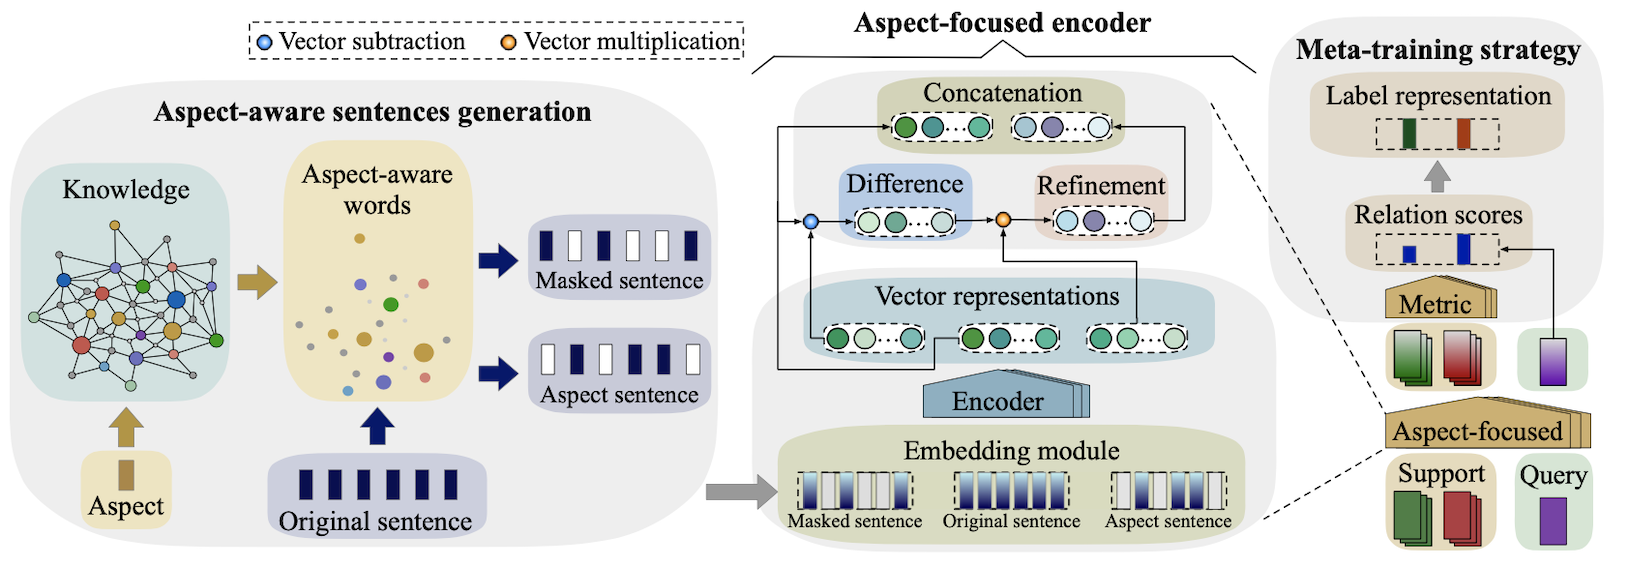 Vector subtraction
Vector multiplication
Aspect-aware sentences generation
Knowledge
Aspect
Aspect-aware
words
Original sentence
Masked sentence
Aspect sentence
Aspect-focused encoder
Concatenation
Difference
Refinement
Vector representations
Encoder
Embedding module
Masked sentence
Original sentence
Aspect sentence
Meta-training strategy
Label representation
Relation scores
Metric
Aspect-focused
Support
Query